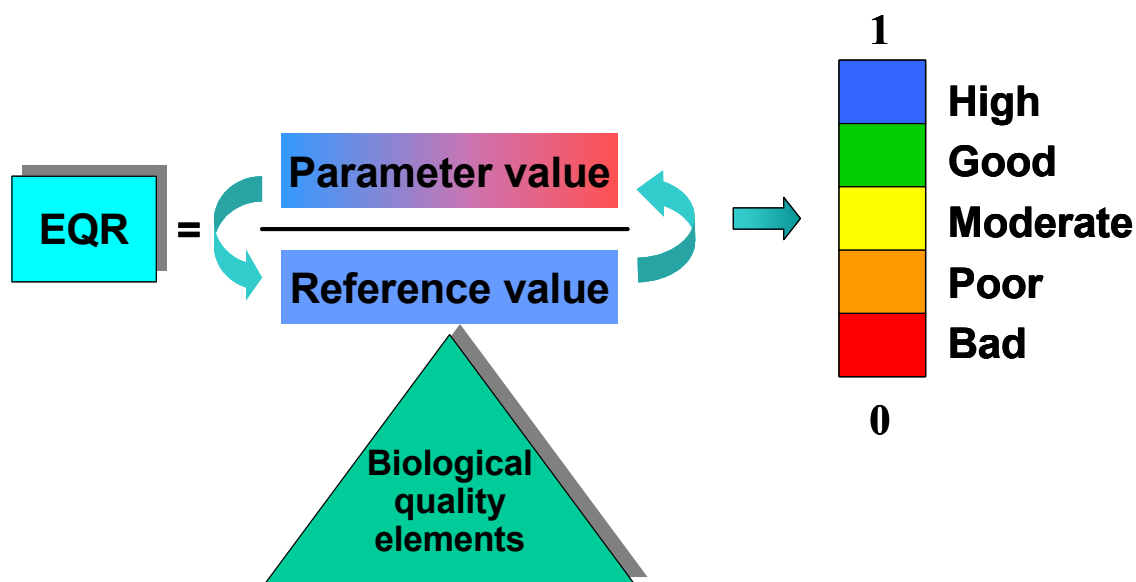 EQR
=
Parameter value
Reference value
Biological
quality
elements
1
High
Good
Moderate
Poor
Bad
0